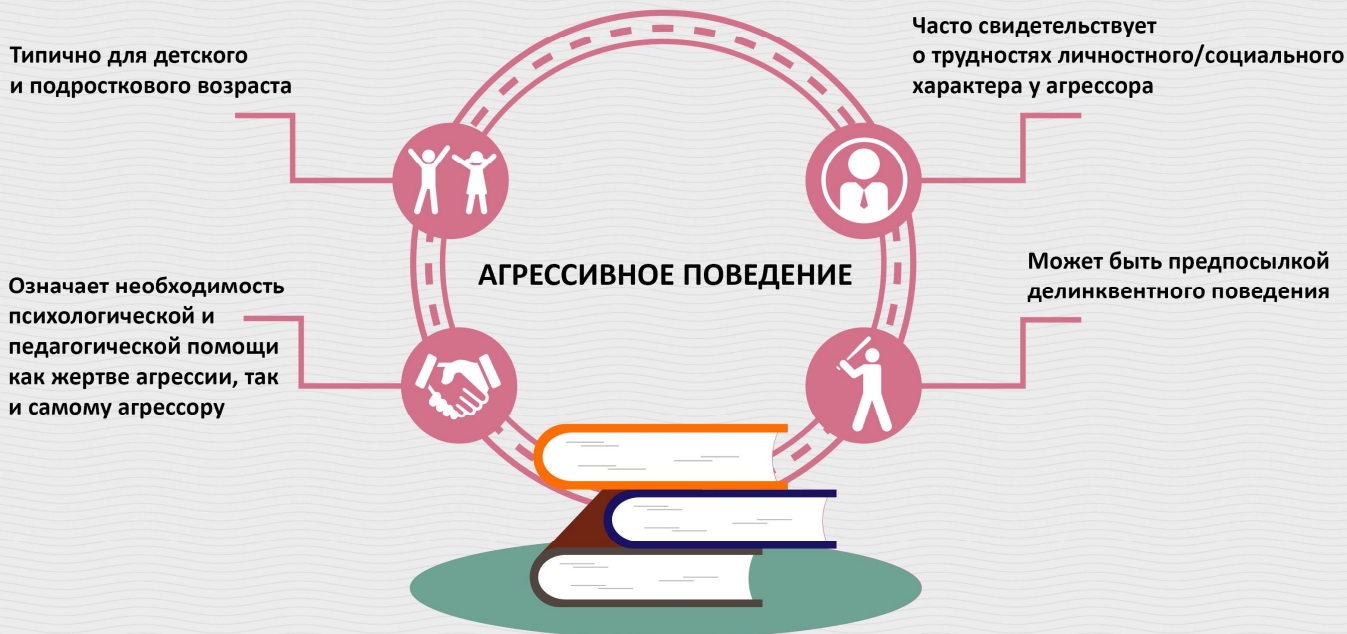 Типично для детского
и подросткового возраста
Часто свидетельствует
о трудностях личностного/социального
характера у агрессора
АГРЕССИВНОЕ ПОВЕДЕНИЕ
Означает необходимость
психологической и
педагогической помощи
как жертве агрессии, так
и самому агрессору
Может быть предпосылкой
делинквентного поведения